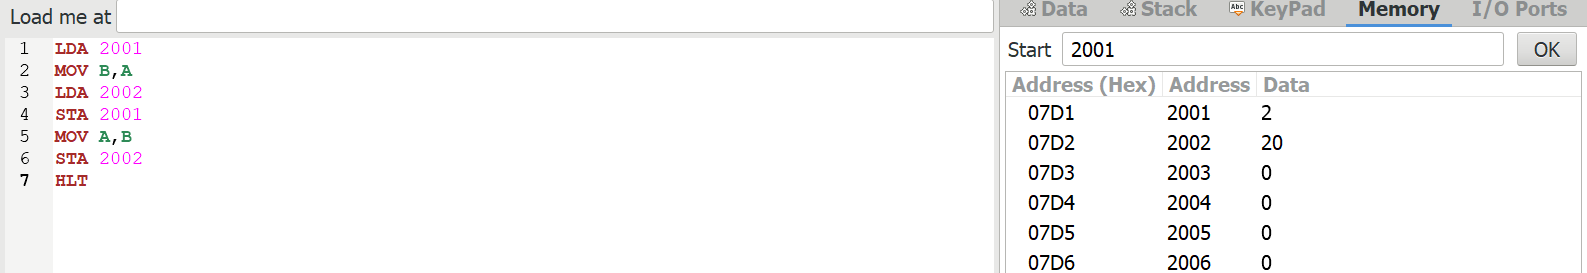 Load me at
1 LDA 2001
2 MOV B,A
3 LDA 2002
4 STA 2001
5 MOV A,B
6 STA 2002
7 HLT
Data Stack Abc KeyPad Memory I/O Ports
Start 2001 OK
Address (Hex) Address Data
07D1 2001 2
07D2 2002 20
07D3 2003 0
07D4 2004 0
07D5 2005 0
07D6 2006 0